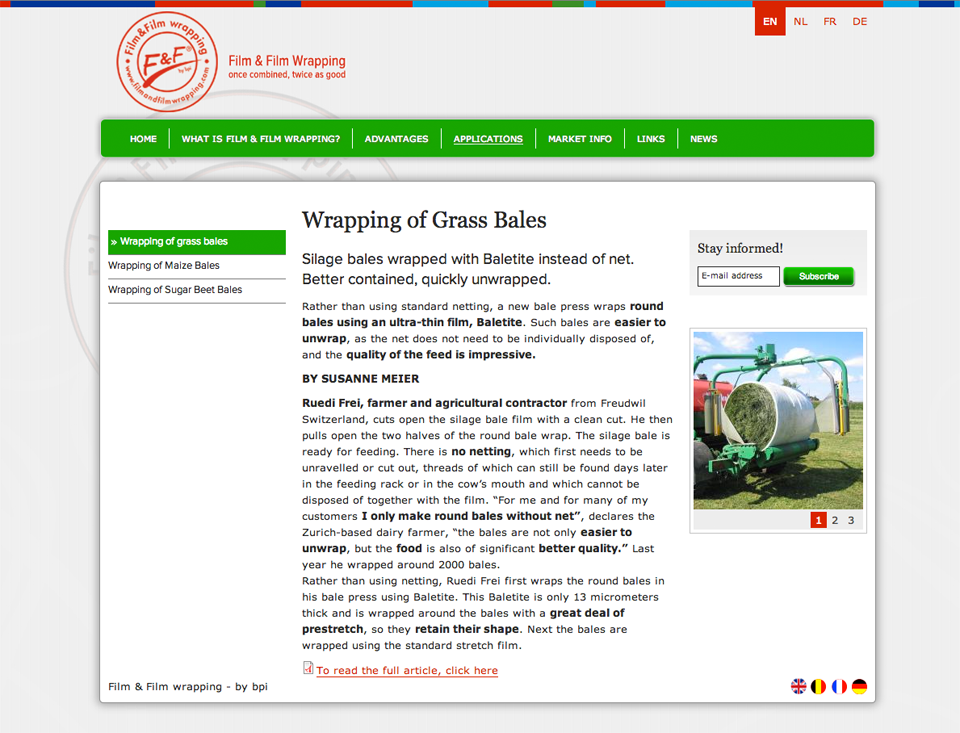 Film&Film wrapping
F&F®
by bpi
www.filmandfilmwrapping.com
Film & Film Wrapping
once combined, twice as good
EN NL FR DE
HOME WHAT IS FILM & FILM WRAPPING? ADVANTAGES APPLICATIONS MARKET INFO LINKS NEWS
» Wrapping of grass bales
Wrapping of Maize Bales
Wrapping of Sugar Beet Bales
Wrapping of Grass Bales
Silage bales wrapped with Baletite instead of net.
Better contained, quickly unwrapped.
Rather than using standard netting, a new bale press wraps round
bales using an ultra-thin film, Baletite. Such bales are easier to
unwrap, as the net does not need to be individually disposed of,
and the quality of the feed is impressive.
BY SUSANNE MEIER
Ruedi Frei, farmer and agricultural contractor from Freudwil
Switzerland, cuts open the silage bale film with a clean cut. He then
pulls open the two halves of the round bale wrap. The silage bale is
ready for feeding. There is no netting, which first needs to be
unravelled or cut out, threads of which can still be found days later
in the feeding rack or in the cow’s mouth and which cannot be
disposed of together with the film. “For me and for many of my
customers I only make round bales without net”, declares the
Zurich-based dairy farmer, “the bales are not only easier to
unwrap, but the food is also of significant better quality.” Last
year he wrapped around 2000 bales.
Rather than using netting, Ruedi Frei first wraps the round bales in
his bale press using Baletite. This Baletite is only 13 micrometers
thick and is wrapped around the bales with a great deal of
prestretch, so they retain their shape. Next the bales are
wrapped using the standard stretch film.
To read the full article, click here
Stay informed!
E-mail address Subscribe
1 2 3
Film & Film wrapping - by bpi